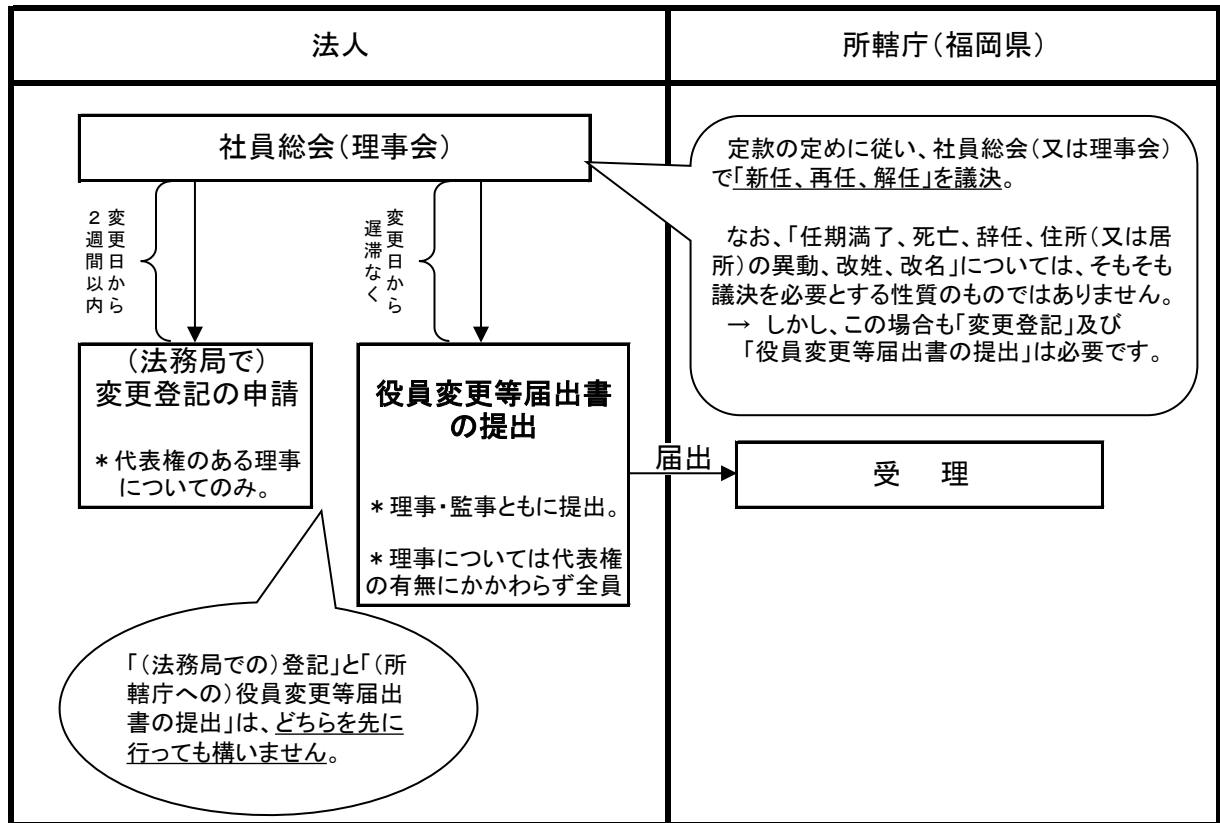 法人
所轄庁(福岡県)
社員総会(理事会)
定款の定めに従い、社員総会(又は理事会)
で「新任、再任、解任」を議決。
なお、「任期満了、死亡、辞任、住所(又は居
所)の異動、改姓、改名」については、そもそも
議決を必要とする性質のものではありません。
→ しかし、この場合も「変更登記」及び
「役員変更等届出書の提出」は必要です。
変更日から
2週間以内
変更日から
遅滞なく
(法務局で)
変更登記の申請
*代表権のある理事
についてのみ。
役員変更等届出書
の提出
*理事・監事ともに提出。
*理事については代表権
の有無にかかわらず全員
届出
受 理
「(法務局での)登記」と「(所
轄庁への)役員変更等届出
書の提出」は、どちらを先に
行っても構いません。